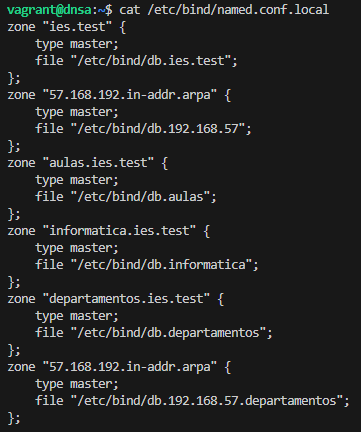 vagrant@dnsa:~$ cat /etc/bind/named.conf.local
zone "ies.test" {
    type master;
    file "/etc/bind/db.ies.test";
};
zone "57.168.192.in-addr.arpa" {
    type master;
    file "/etc/bind/db.192.168.57";
};
zone "aulas.ies.test" {
    type master;
    file "/etc/bind/db.aulas";
};
zone "informatica.ies.test" {
    type master;
    file "/etc/bind/db.informatica";
};
zone "departamentos.ies.test" {
    type master;
    file "/etc/bind/db.departamentos";
};
zone "57.168.192.in-addr.arpa" {
    type master;
    file "/etc/bind/db.192.168.57.departamentos";
};